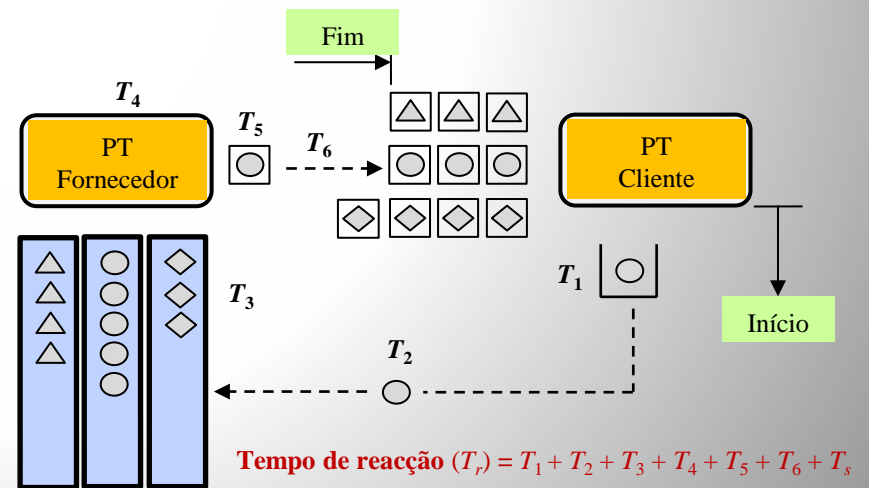 Fim
T4
PT
Fornecedor
T5
T6
PT
Cliente
T3
T1
Início
T2
Tempo de reacção (Tr) = T1 + T2 + T3 + T4 + T5 + T6 + Ts